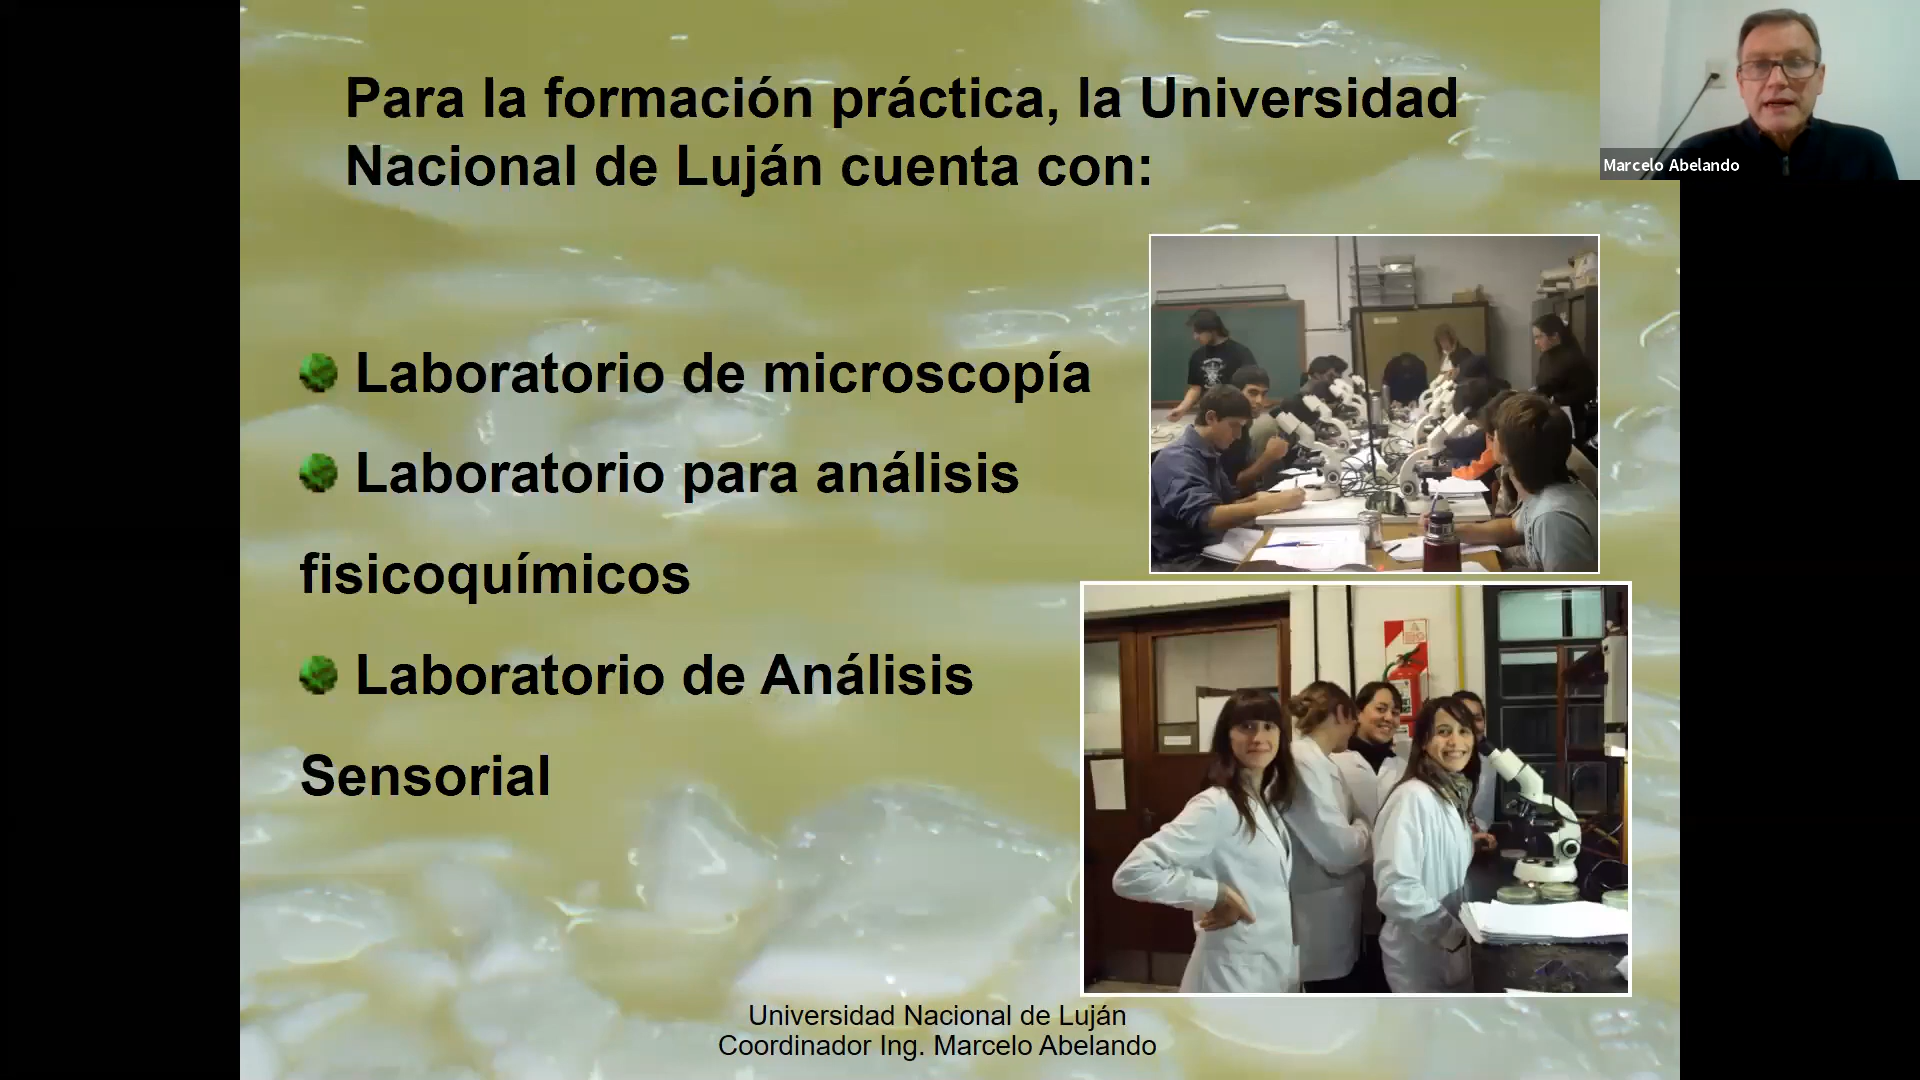 Para la formación práctica, la Universidad
Nacional de Luján cuenta con:
Marcelo Abelando
Laboratorio de microscopía
Laboratorio para análisis
fisicoquímicos
Laboratorio de Análisis
Sensorial
Universidad Nacional de Luján
Coordinador Ing. Marcelo Abelando